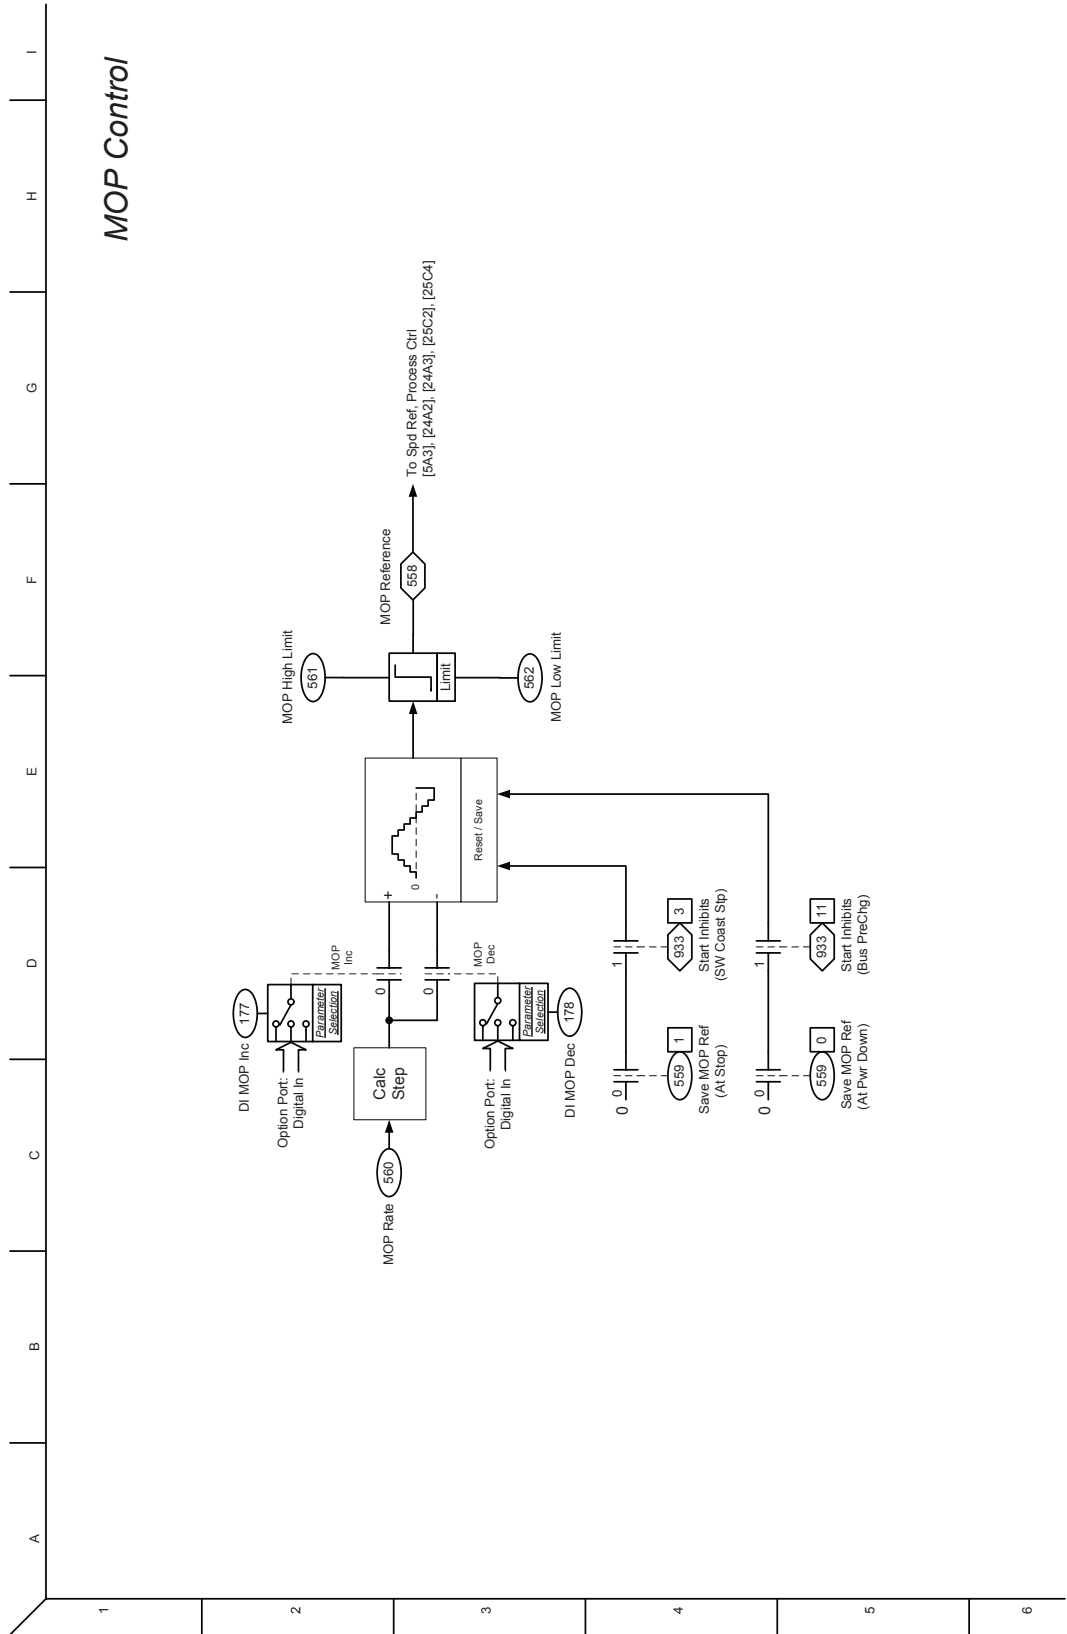 A
B
C
D
E
F
G
H
I
1
2
3
4
5
6
MOP Control
DI MOP Inc
177
Option Port:
Digital In
Parameter
Selection
MOP
Inc
MOP Rate
560
Calc
Step
0
0
MOP
Dec
Option Port:
Digital In
Parameter
Selection
DI MOP Dec
178
+
-
0
Reset / Save
MOP High Limit
561
Limit
562
MOP Low Limit
MOP Reference
558
To Spd Ref, Process Ctrl
[5A3], [24A2], [24A3], [25C2], [25C4]
0
0
1
559
1
Save MOP Ref
(At Stop)
933
3
Start Inhibits
(SW Coast Stp)
0
0
1
559
0
Save MOP Ref
(At Pwr Down)
933
11
Start Inhibits
(Bus PreChg)